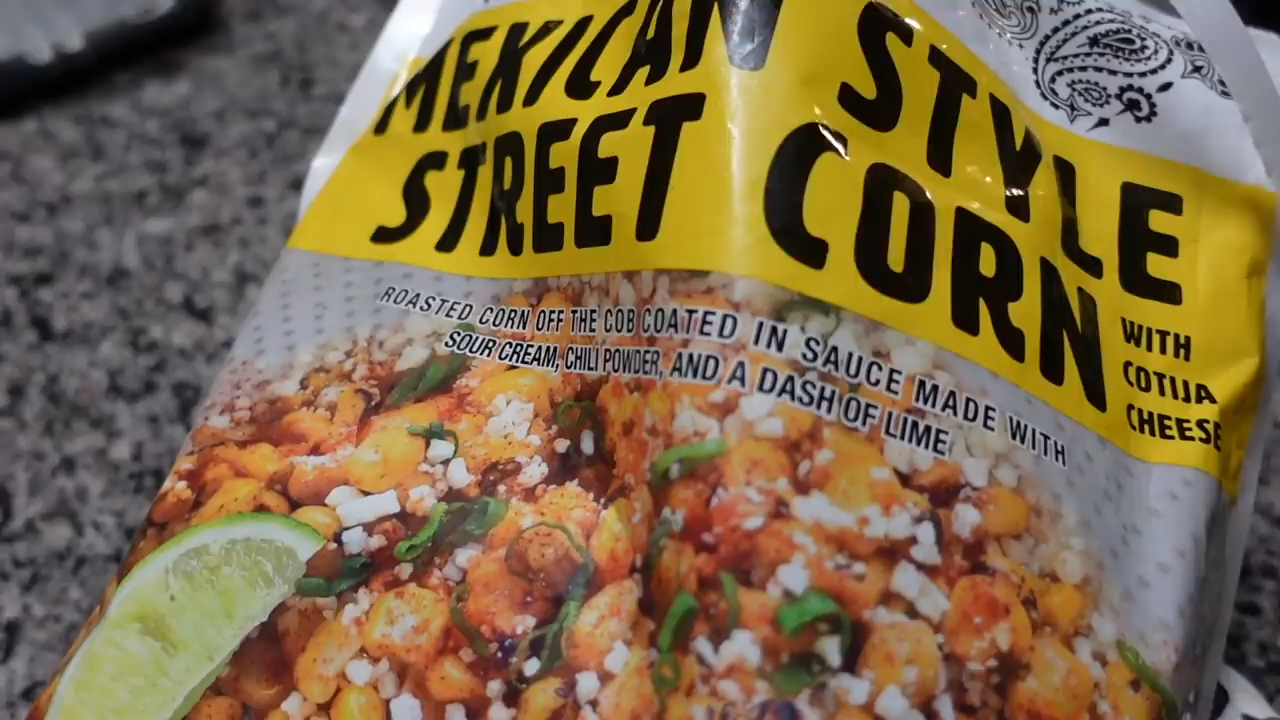 MEXICAN STYLE
STREET CORN
WITH
COTIJA
CHEESE
ROASTED CORN OFF THE COB COATED IN SAUCE MADE WITH
SOUR CREAM, CHILI POWDER, AND A DASH OF LIME